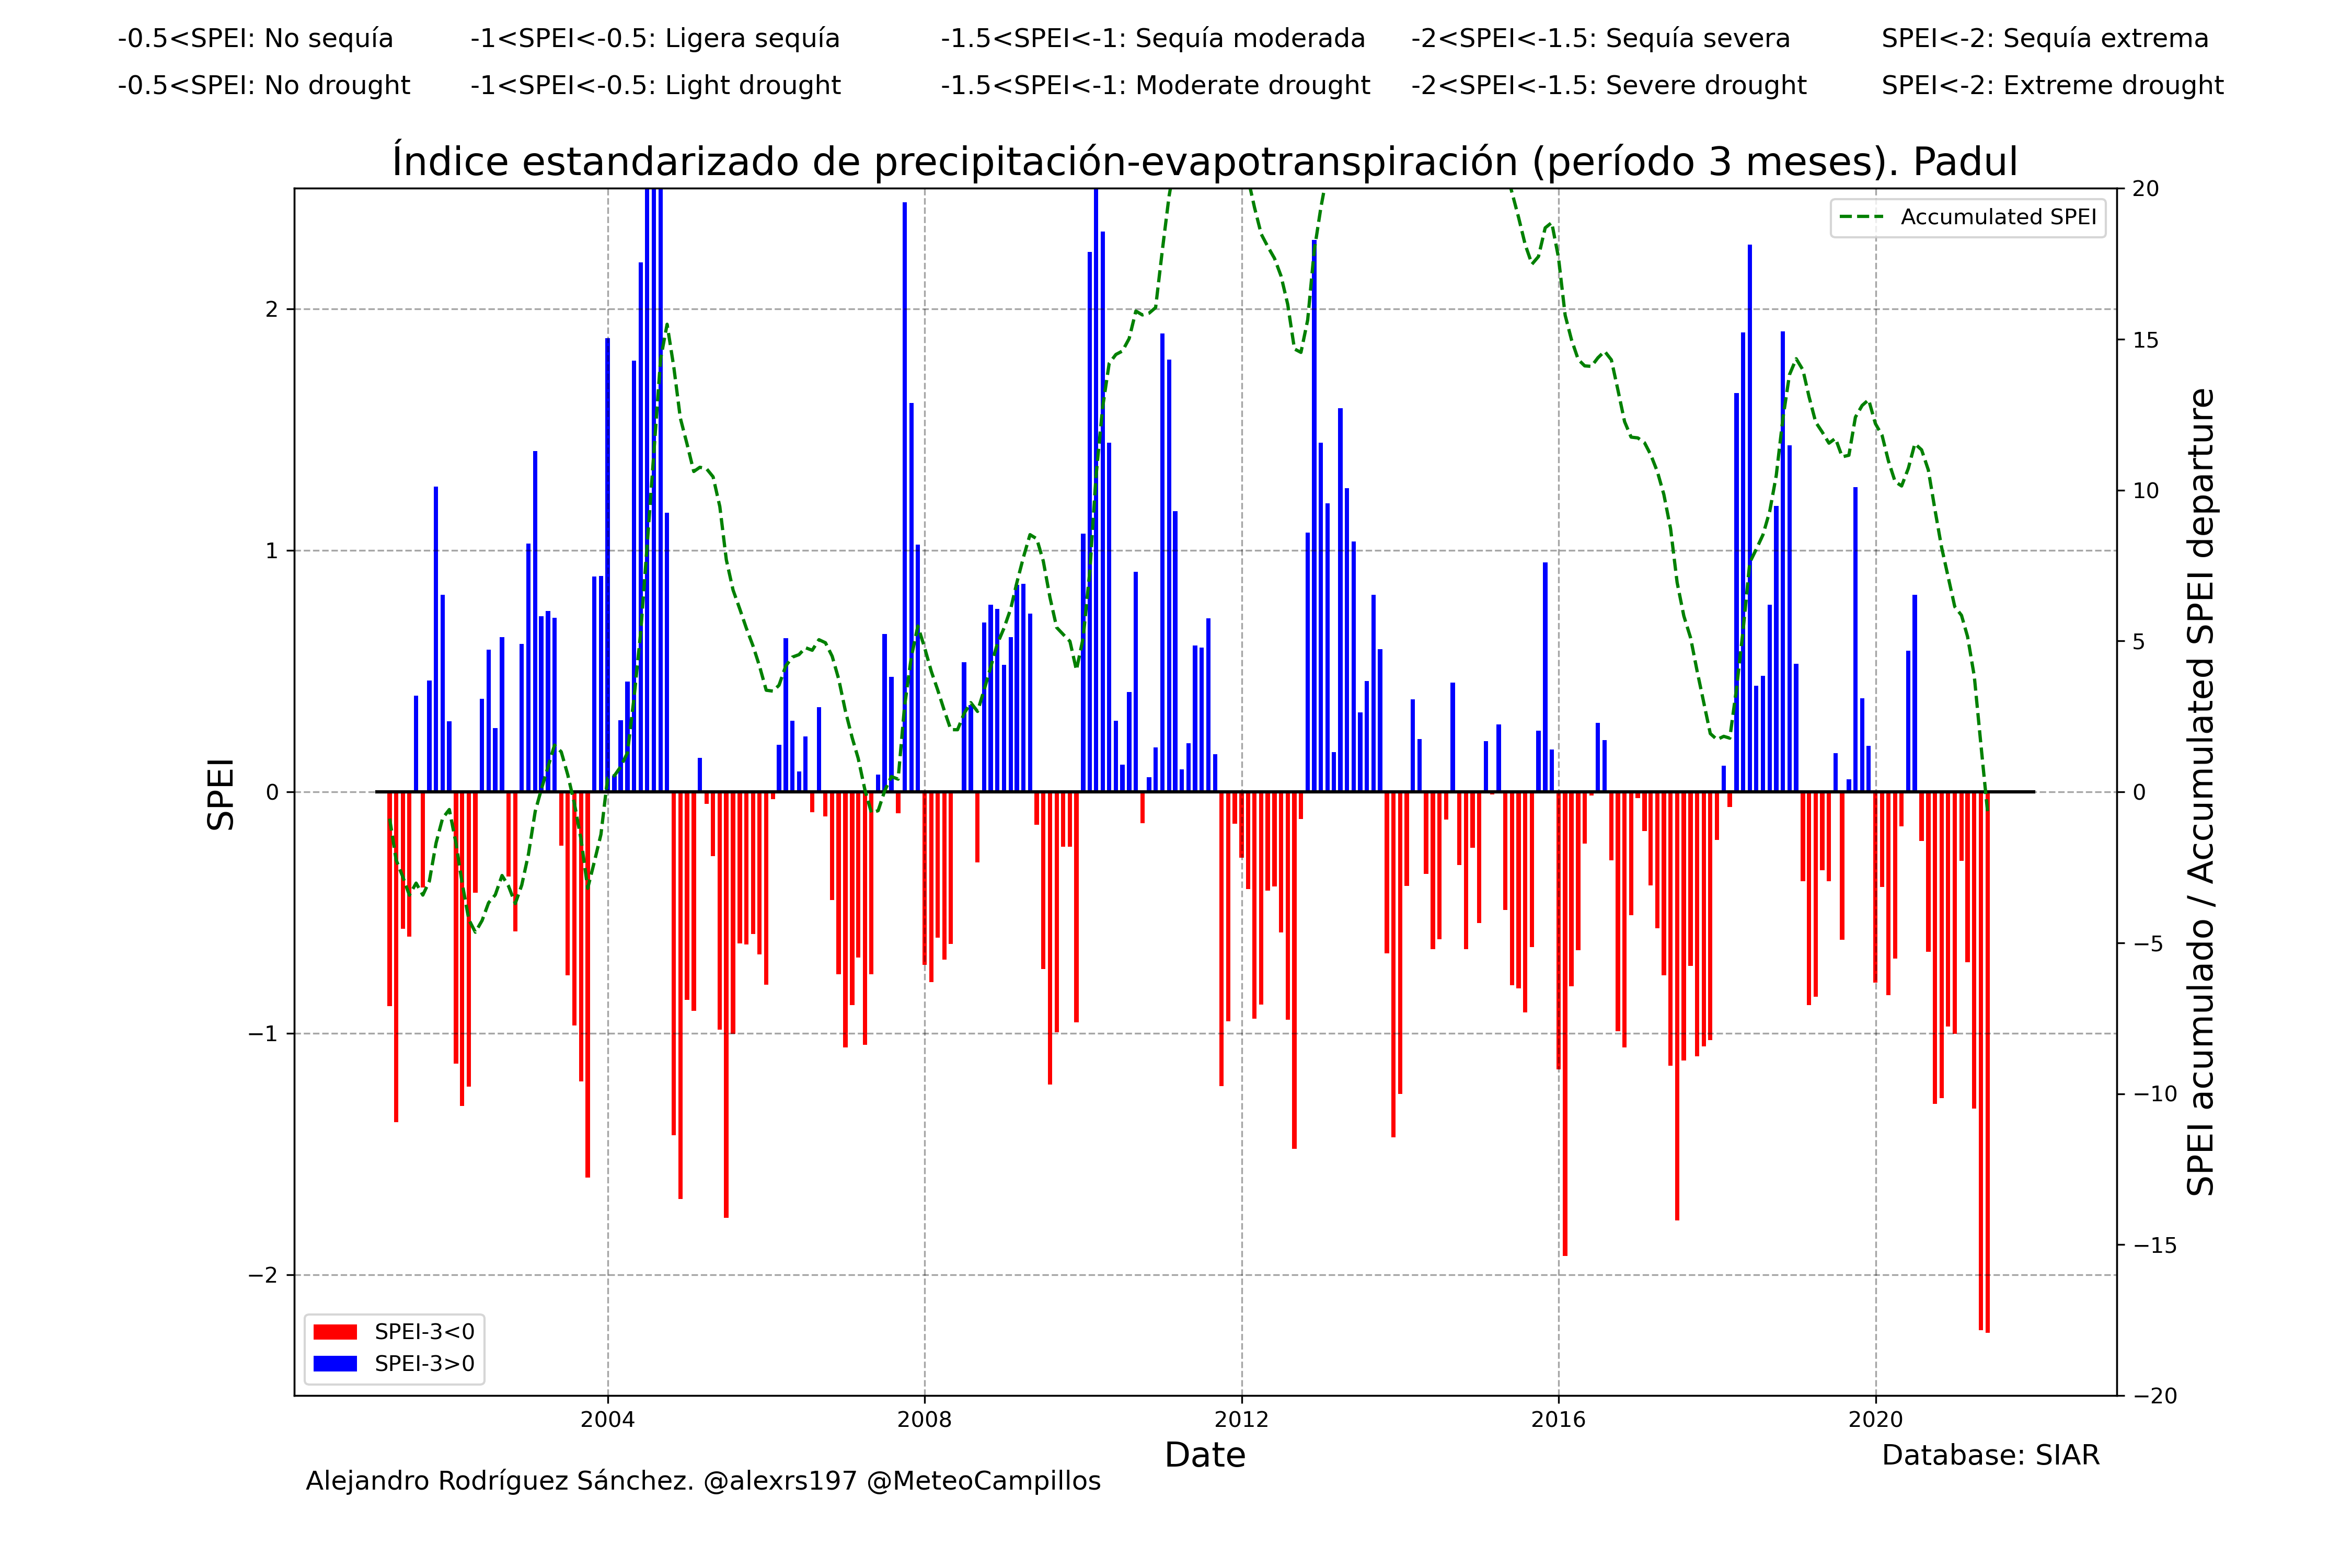 -0.5<SPEI: No sequía -1<SPEI<-0.5: Ligera sequía -1.5<SPEI<-1: Sequía moderada -2<SPEI<-1.5: Sequía severa SPEI<-2: Sequía extrema
-0.5<SPEI: No drought -1<SPEI<-0.5: Light drought -1.5<SPEI<-1: Moderate drought -2<SPEI<-1.5: Severe drought SPEI<-2: Extreme drought
Índice estandarizado de precipitación-evapotranspiración (período 3 meses). Padul
Accumulated SPEI
SPEI
2
1
0
−1
−2
20
15
10
5
0
−5
−10
−15
−20
SPEI acumulado / Accumulated SPEI departure
SPEI-3<0
SPEI-3>0
2004 2008 2012 2016 2020
Date
Database: SIAR
Alejandro Rodríguez Sánchez. @alexrs197 @MeteoCampillos